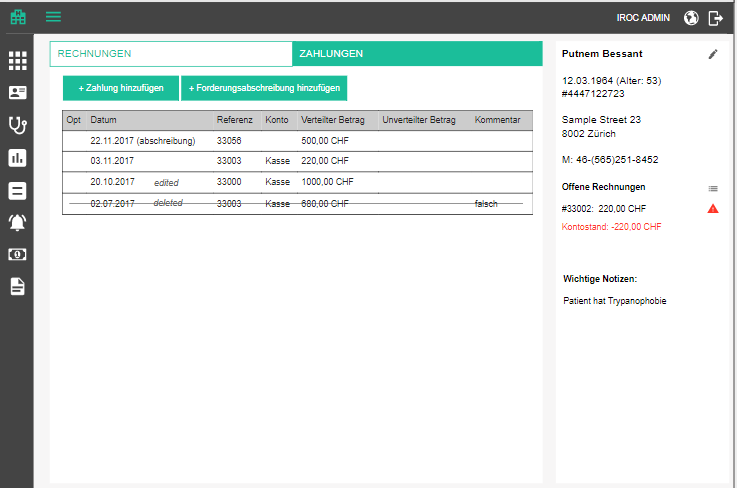 IROC ADMIN
RECHNUNGEN
ZAHLUNGEN
+ Zahlung hinzufügen
+ Forderungsabschreibung hinzufügen
Opt Datum Referenz Konto Verteilter Betrag Unverteilter Betrag Kommentar
22.11.2017 (abschreibung) 33056 500,00 CHF
03.11.2017 33003 Kasse 220,00 CHF
20.10.2017 edited 33000 Kasse 1000,00 CHF
02.07.2017 deleted 33003 Kasse 680,00 CHF falsch
Putnem Bessant
12.03.1964 (Alter: 53)
#4447122723
Sample Street 23
8002 Zürich
M: 46-(565)251-8452
Offene Rechnungen
#33002: 220,00 CHF
Kontostand: -220,00 CHF
Wichtige Notizen:
Patient hat Trypanophobie